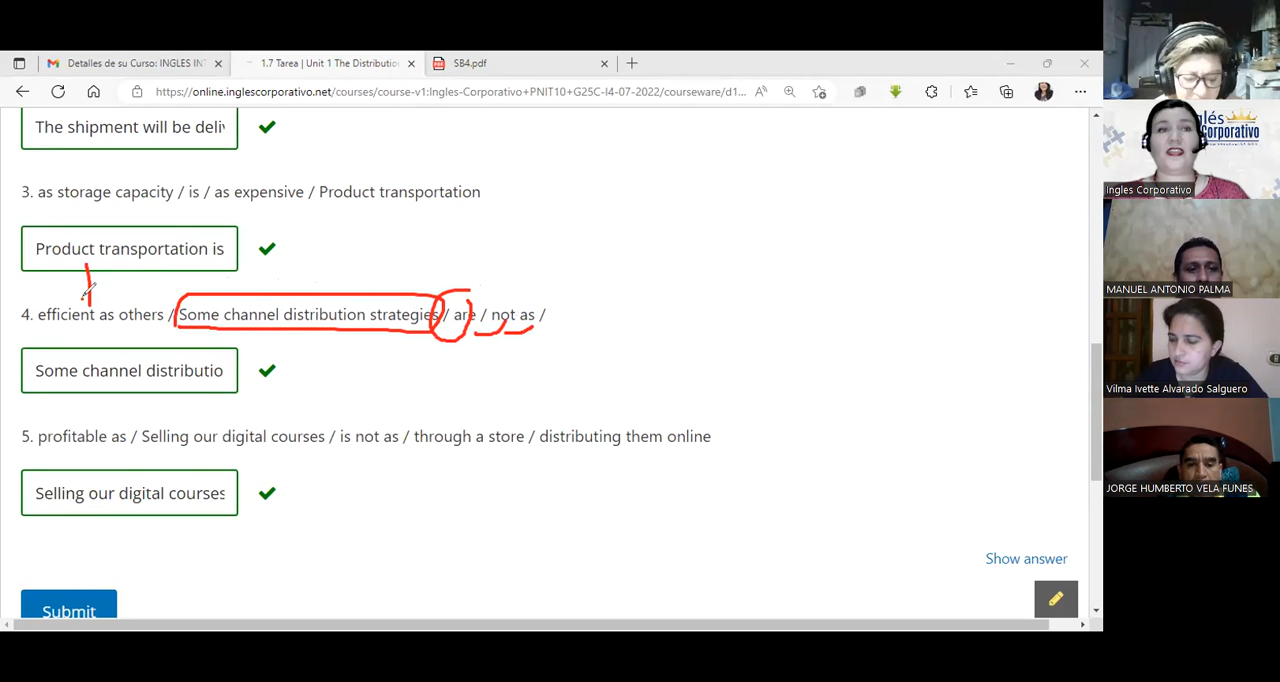 Detalles de su Curso: INGLES IN
1.7 Tarea | Unit 1 The Distributio
SB4.pdf
https://online.inglescorporativo.net/courses/course-v1:Ingles-Corporativo+PNIT10+G25C-I4-07-2022/courseware/d1...
The shipment will be deliv
3. as storage capacity / is / as expensive / Product transportation
Product transportation is
4. efficient as others / Some channel distribution strategies / are / not as /
Some channel distributio
5. profitable as / Selling our digital courses / is not as / through a store / distributing them online
Selling our digital courses
Show answer
Submit
glés
Corporativo
Ingles Corporativo
MANUEL ANTONIO PALMA
Vilma Ivette Alvarado Salguero
JORGE HUMBERTO VELA FUNES